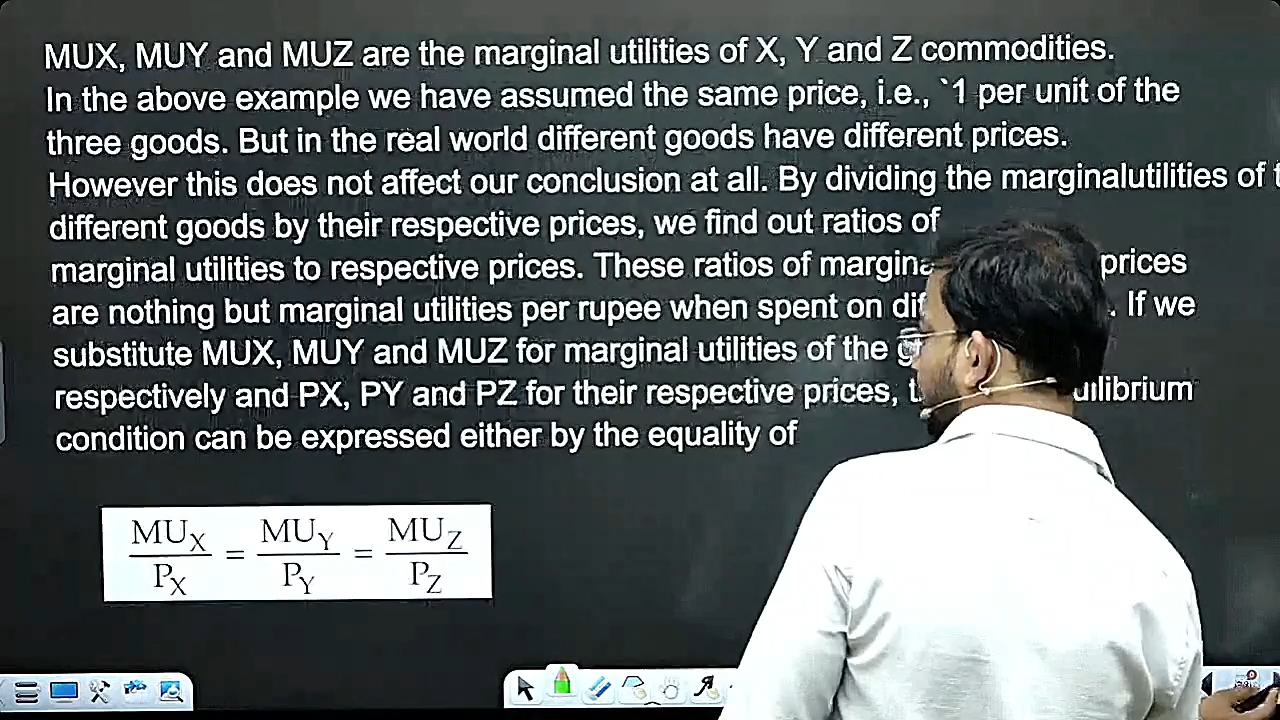 MUX, MUY and MUZ are the marginal utilities of X, Y and Z commodities.
In the above example we have assumed the same price, i.e., `1 per unit of the
three goods. But in the real world different goods have different prices.
However this does not affect our conclusion at all. By dividing the marginalutilities of
different goods by their respective prices, we find out ratios of
marginal utilities to respective prices. These ratios of prices
are nothing but marginal utilities per rupee when spent on . If we
substitute MUX, MUY and MUZ for marginal utilities of the
respectively and PX, PY and PZ for their respective prices,
condition can be expressed either by the equality of
MUX/PX = MUY/PY = MUZ/PZ